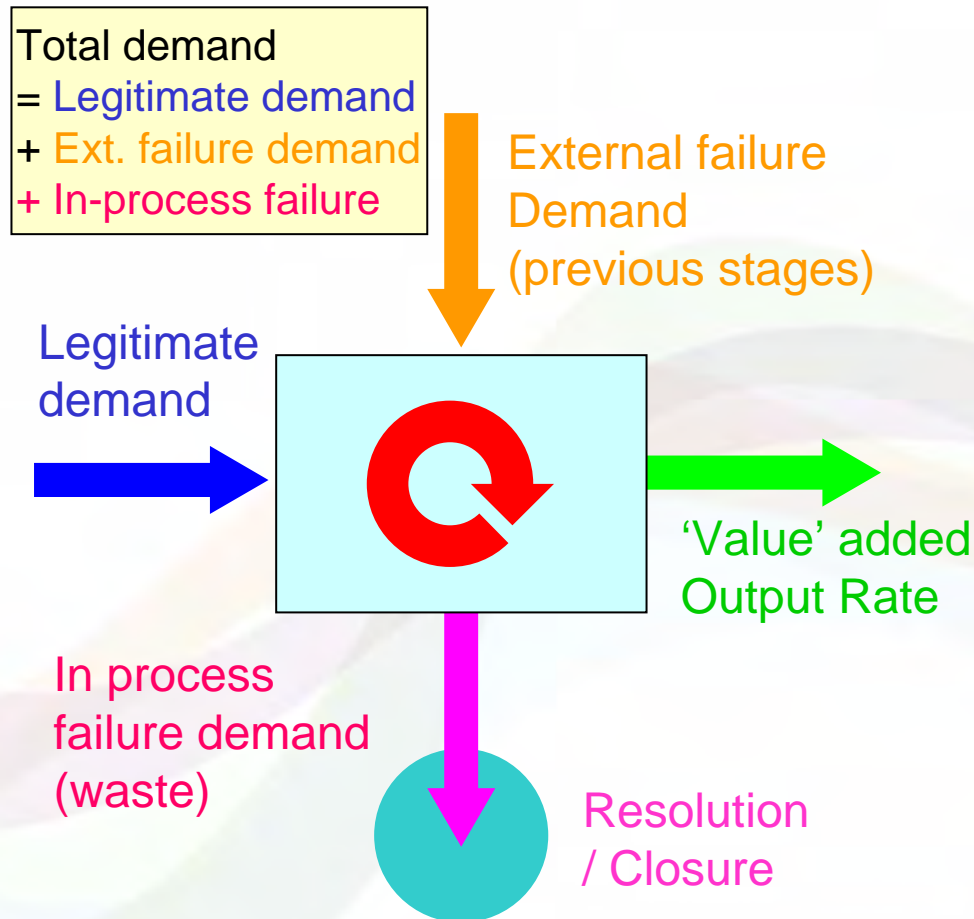 Total demand
= Legitimate demand
+ Ext. failure demand
+ In-process failure
External failure
Demand
(previous stages)
Legitimate
demand
‘Value’ added
Output Rate
In process
failure demand
(waste)
Resolution
/ Closure